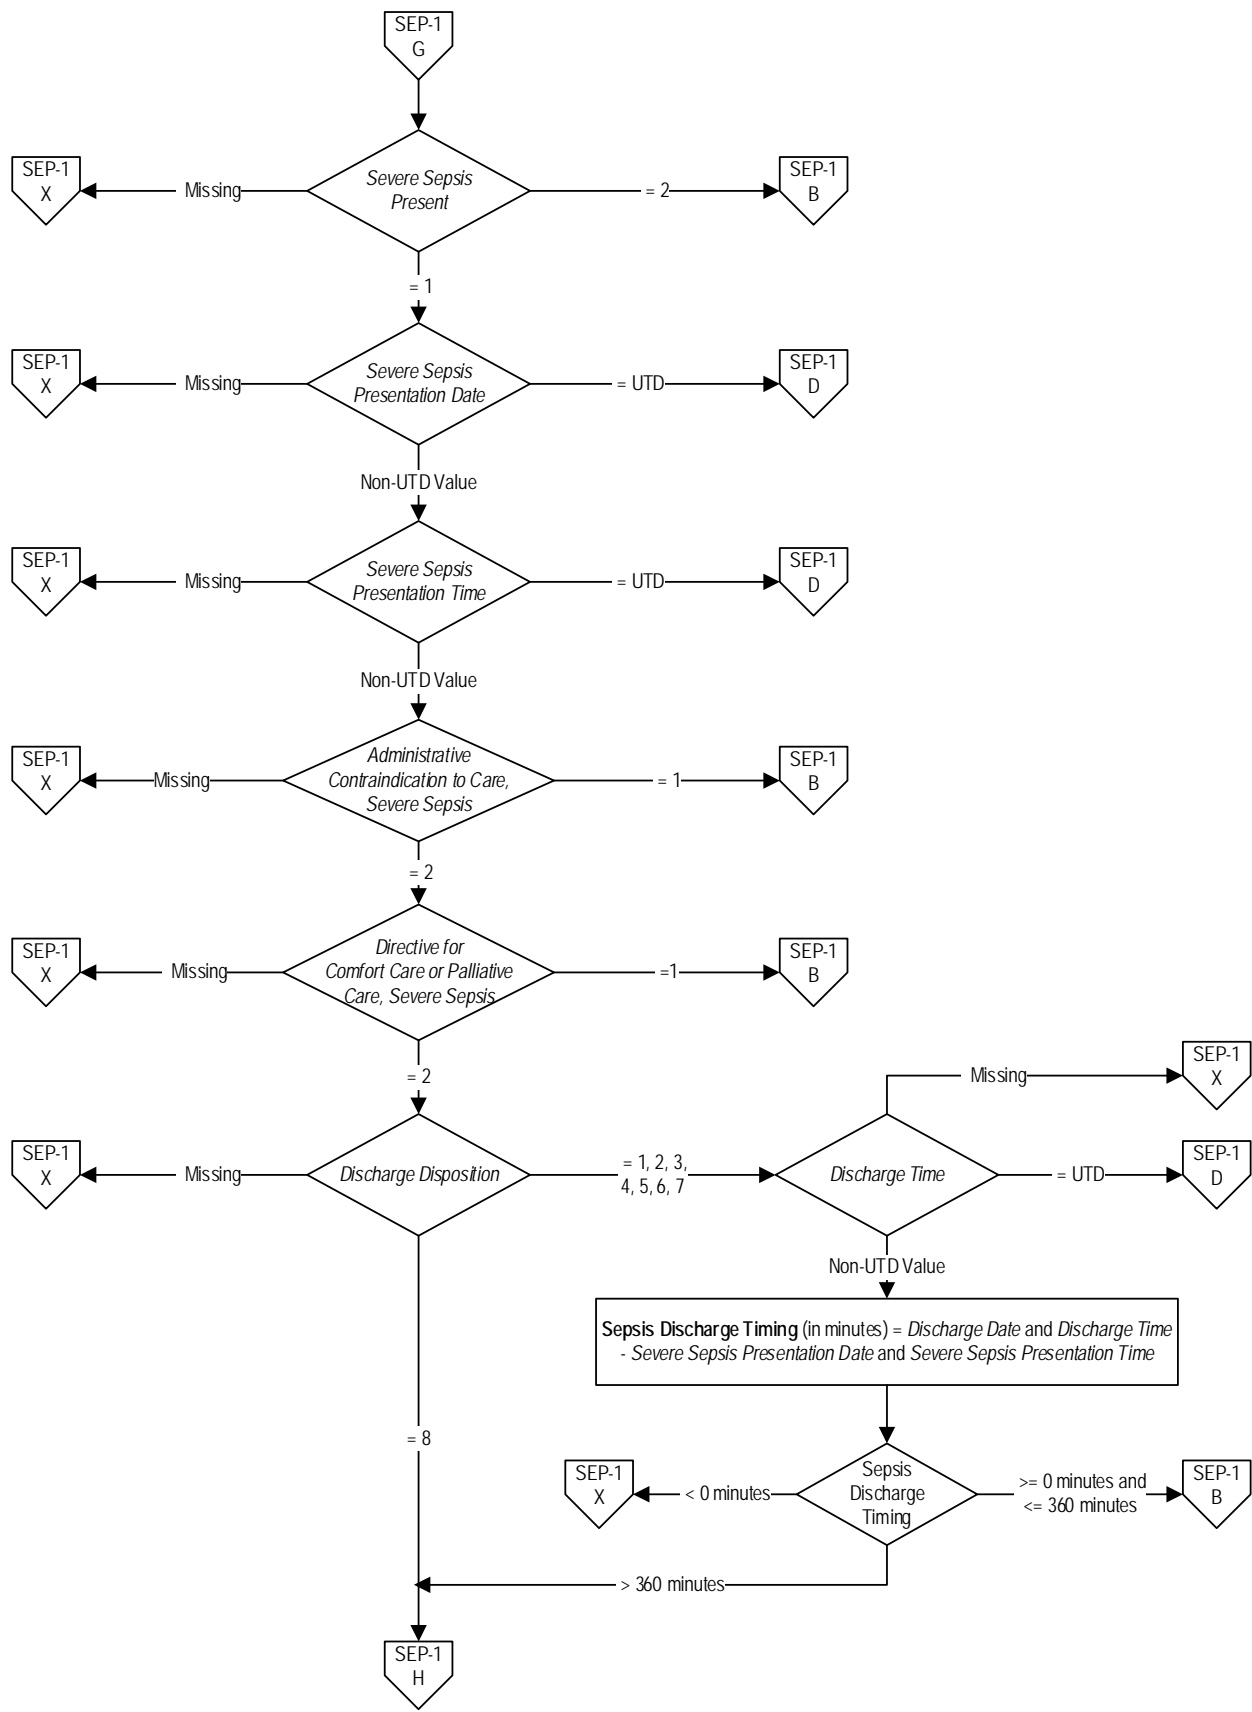 SEP-1
G
SEP-1
X
Missing
Severe Sepsis
Present
= 2
SEP-1
B
= 1
SEP-1
X
Missing
Severe Sepsis
Presentation Date
= UTD
SEP-1
D
Non-UTD Value
SEP-1
X
Missing
Severe Sepsis
Presentation Time
= UTD
SEP-1
D
Non-UTD Value
SEP-1
X
Missing
Administrative
Contraindication to Care,
Severe Sepsis
= 1
SEP-1
B
= 2
SEP-1
X
Missing
Directive for
Comfort Care or Palliative
Care, Severe Sepsis
=1
SEP-1
B
= 2
Missing
SEP-1
X
SEP-1
X
Missing
Discharge Disposition
= 1, 2, 3,
4, 5, 6, 7
Discharge Time
= UTD
SEP-1
D
Non-UTD Value
Sepsis Discharge Timing (in minutes) = Discharge Date and Discharge Time
- Severe Sepsis Presentation Date and Severe Sepsis Presentation Time
= 8
SEP-1
X
< 0 minutes
Sepsis
Discharge
Timing
>= 0 minutes and
<= 360 minutes
SEP-1
B
> 360 minutes
SEP-1
H